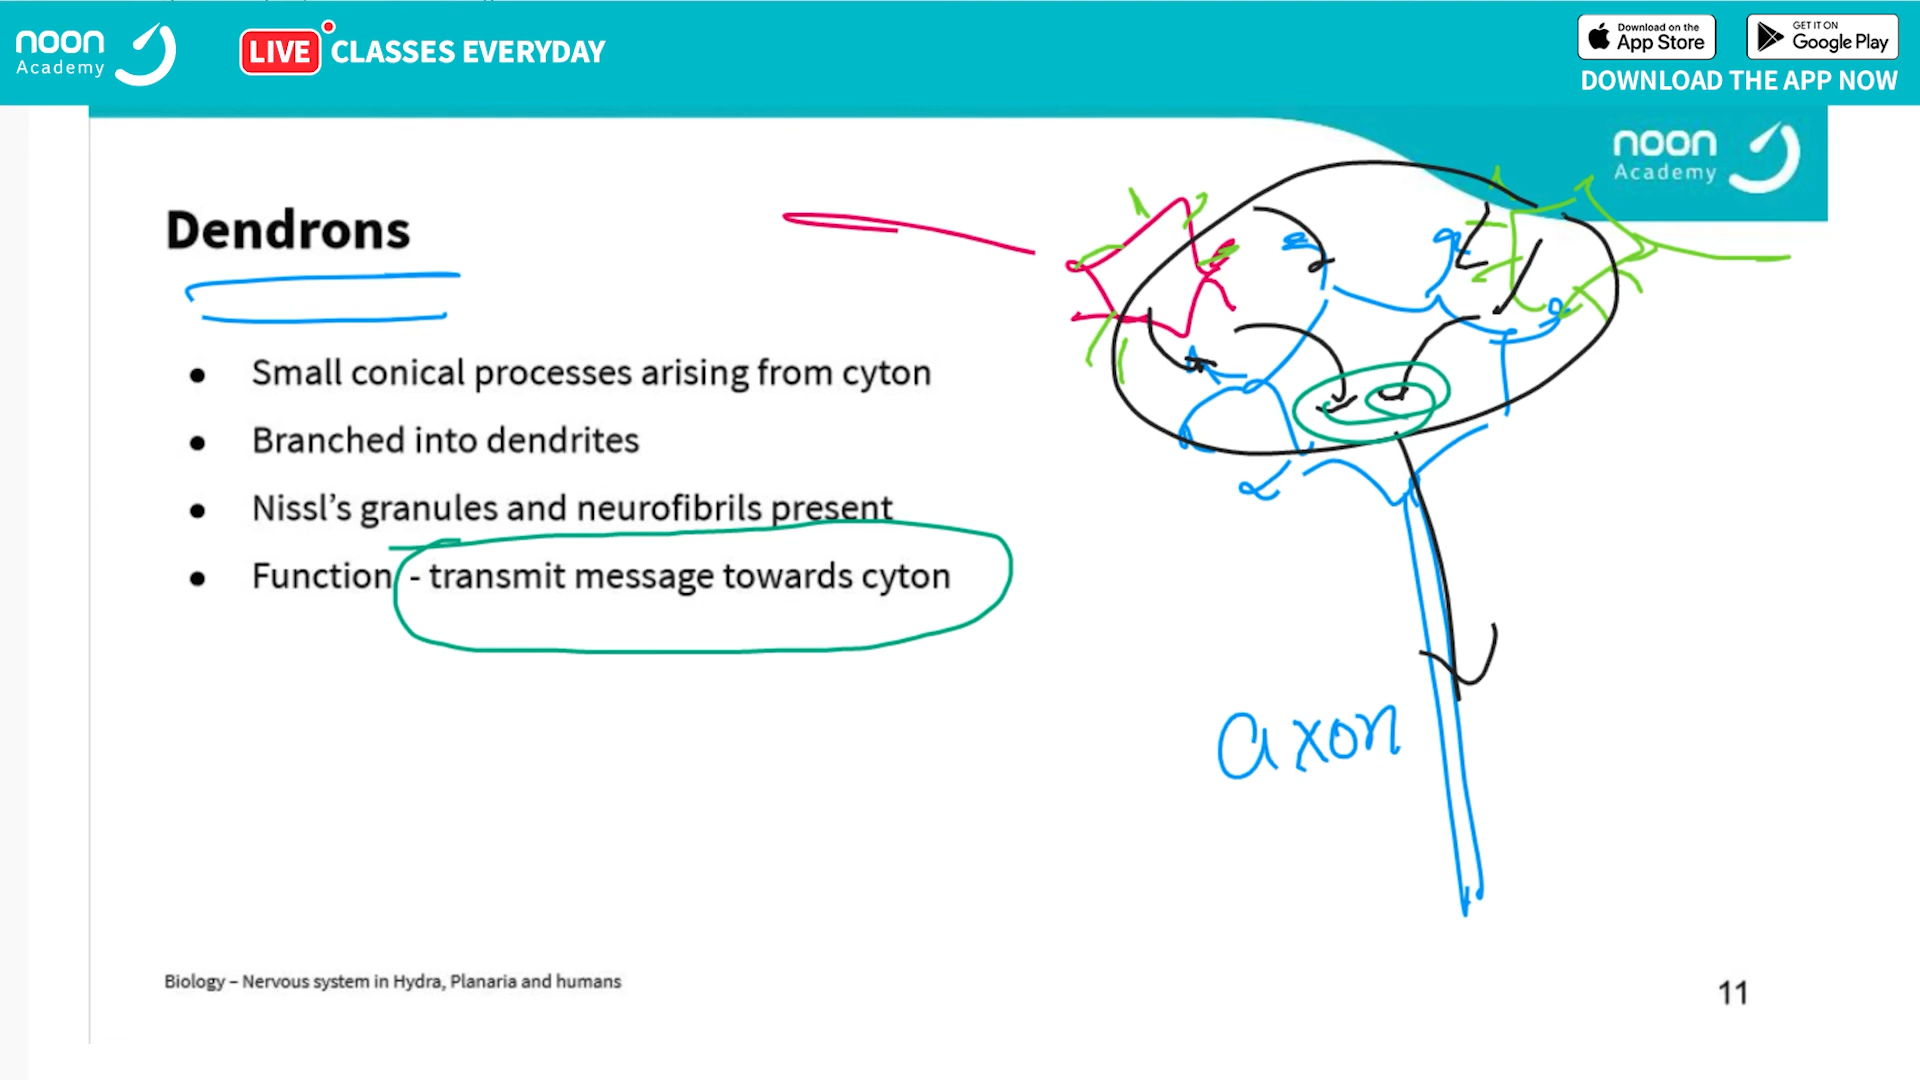 noon
Academy
LIVE CLASSES EVERYDAY
Download on the
App Store
GET IT ON
Google Play
DOWNLOAD THE APP NOW
noon
Academy
Dendrons
● Small conical processes arising from cyton
● Branched into dendrites
● Nissl’s granules and neurofibrils present
● Function - transmit message towards cyton
axon
Biology – Nervous system in Hydra, Planaria and humans
11